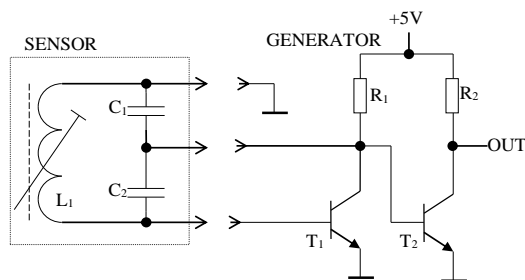 +5V
SENSOR
GENERATOR
C1
R1
R2
OUT
C2
L1
T1
T2